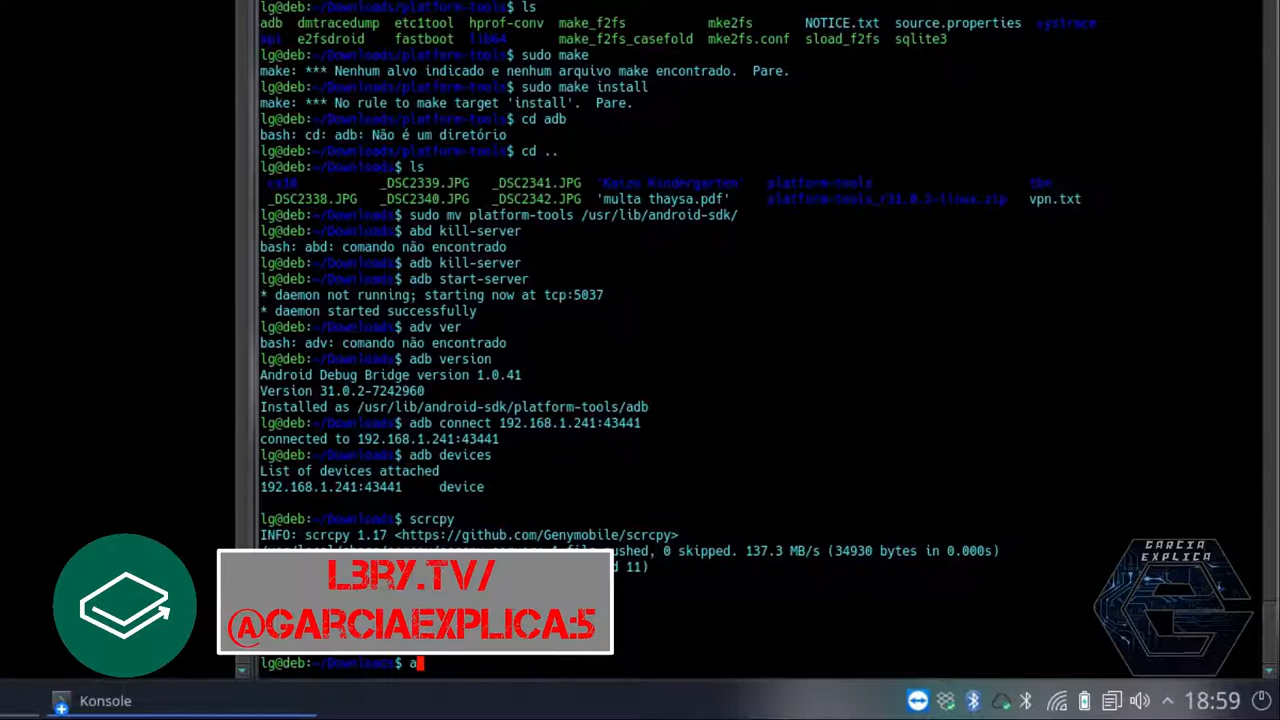 lg@deb:~/Downloads/platform-tools$ ls
adb dmtracedump etc1tool hprof-conv make_f2fs mke2fs NOTICE.txt source.properties systrace
api e2fsdroid fastboot lib64 make_f2fs_casefold mke2fs.conf sload_f2fs sqlite3
lg@deb:~/Downloads/platform-tools$ sudo make
make: *** Nenhum alvo indicado e nenhum arquivo make encontrado. Pare.
lg@deb:~/Downloads/platform-tools$ sudo make install
make: *** No rule to make target 'install'. Pare.
lg@deb:~/Downloads/platform-tools$ cd adb
bash: cd: adb: Não é um diretório
lg@deb:~/Downloads/platform-tools$ cd ..
lg@deb:~/Downloads$ ls
_DSC2339.JPG _DSC2341.JPG 'Kaizu Kindergarten' platform-tools
_DSC2338.JPG _DSC2340.JPG _DSC2342.JPG 'multa thaysa.pdf' platform-tools_r31.0.3-linux.zip vpn.txt
lg@deb:~/Downloads$ sudo mv platform-tools /usr/lib/android-sdk/
lg@deb:~/Downloads$ abd kill-server
bash: abd: comando não encontrado
lg@deb:~/Downloads$ adb kill-server
lg@deb:~/Downloads$ adb start-server
* daemon not running; starting now at tcp:5037
* daemon started successfully
lg@deb:~/Downloads$ adv ver
bash: adv: comando não encontrado
lg@deb:~/Downloads$ adb version
Android Debug Bridge version 1.0.41
Version 31.0.2-7242960
Installed as /usr/lib/android-sdk/platform-tools/adb
lg@deb:~/Downloads$ adb connect 192.168.1.241:43441
connected to 192.168.1.241:43441
lg@deb:~/Downloads$ adb devices
List of devices attached
192.168.1.241:43441 device
lg@deb:~/Downloads$ scrcpy
INFO: scrcpy 1.17 <https://github.com/Genymobile/scrcpy>
pushed, 0 skipped. 137.3 MB/s (34930 bytes in 0.000s)
11)
L3RY.TV/
@GARCIAEXPLICA:5
GARCIA
EXPLICA
lg@deb:~/Downloads$ a
Konsole
18:59